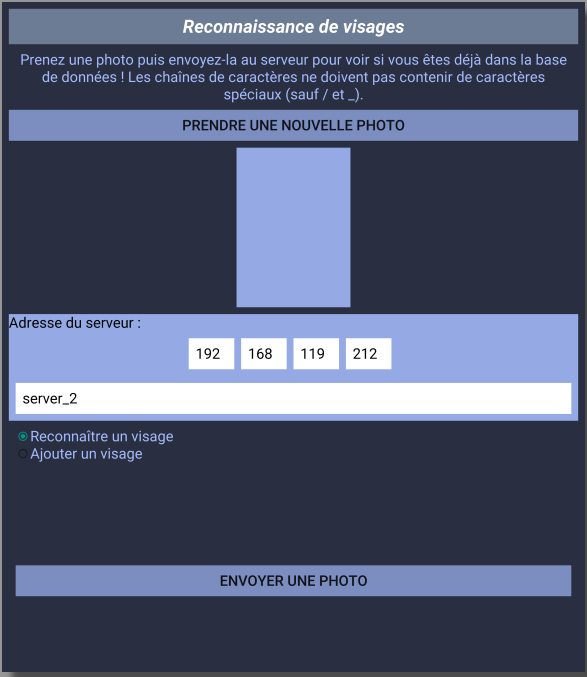 Reconnaissance de visages
Prenez une photo puis envoyez-la au serveur pour voir si vous êtes déjà dans la base
de données ! Les chaînes de caractères ne doivent pas contenir de caractères
spéciaux (sauf / et _).
PRENDRE UNE NOUVELLE PHOTO
Adresse du serveur :
192 168 119 212
server_2
Reconnaître un visage
Ajouter un visage
ENVOYER UNE PHOTO